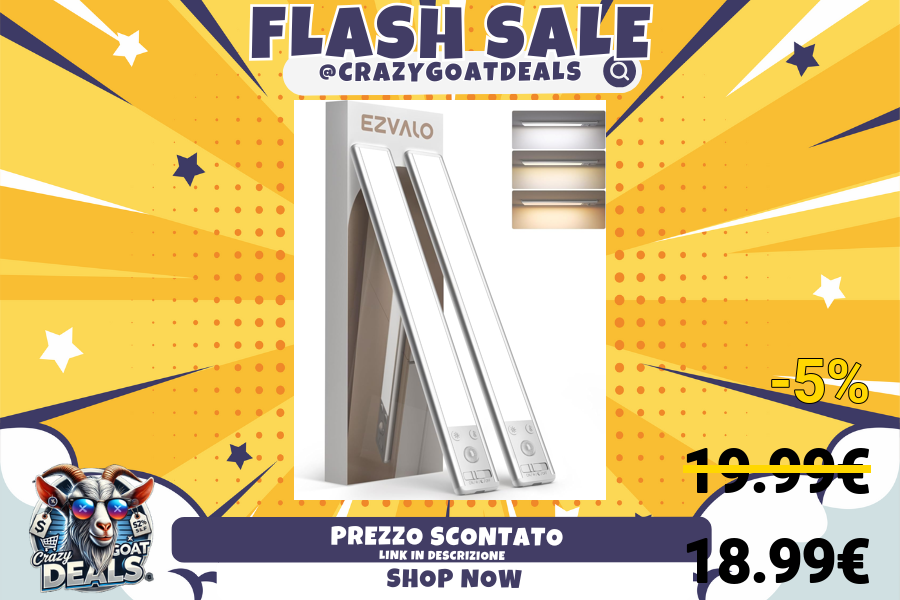 FLASH SALE
@CRAZYGOATDEALS
EZVALO
-5%
19.99€
PREZZO SCONTATO
LINK IN DESCRIZIONE
SHOP NOW
18.99€
$
52%
Crazy
GOAT
DEALS